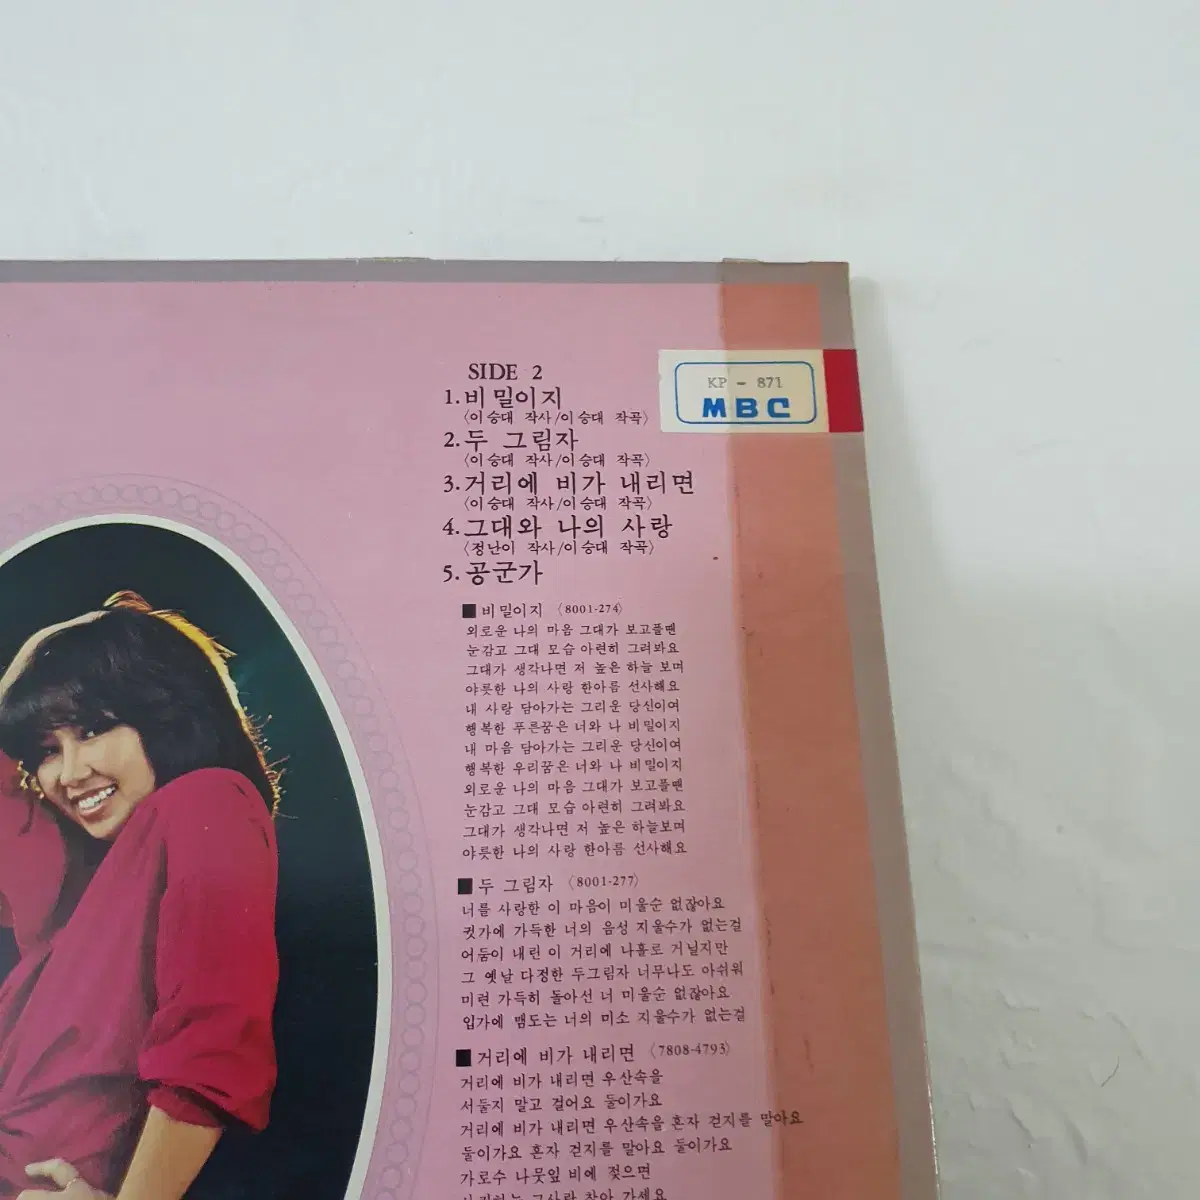 SIDE 2
1. 비밀이지
〈이승대 작사/이승대 작곡〉
2. 두 그림자
〈이승대 작사/이승대 작곡〉
3. 거리에 비가 내리면
〈이승대 작사/이승대 작곡〉
4. 그대와 나의 사랑
〈정난이 작사/이승대 작곡〉
5. 공군가
KP - 871
MBC
■ 비밀이지 〈8001-274〉
외로운 나의 마음 그대가 보고플땐
눈감고 그대 모습 아련히 그려봐요
그대가 생각나면 저 높은 하늘 보며
야릇한 나의 사랑 한아름 선사해요
내 사랑 담아가는 그리운 당신이여
행복한 푸른꿈은 너와 나 비밀이지
내 마음 담아가는 그리운 당신이여
행복한 우리꿈은 너와 나 비밀이지
외로운 나의 마음 그대가 보고플땐
눈감고 그대 모습 아련히 그려봐요
그대가 생각나면 저 높은 하늘보며
야릇한 나의 사랑 한아름 선사해요
■ 두 그림자 〈8001-277〉
너를 사랑한 이 마음이 미울순 없잖아요
귓가에 가득한 너의 음성 지울수가 없는걸
어둠이 내린 이 거리에 나홀로 거닐지만
그 옛날 다정한 두그림자 너무나도 아쉬워
미련 가득히 돌아선 너 미울순 없잖아요
입가에 맴도는 너의 미소 지울수가 없는걸
■ 거리에 비가 내리면 〈7808-4793〉
거리에 비가 내리면 우산속을
서둘지 말고 걸어요 둘이가요
거리에 비가 내리면 우산속을 혼자 걷지를 말아요
둘이가요 혼자 걷지를 말아요 둘이가요
가로수 나뭇잎 비에 젖으면
그사람 찾아 가세요